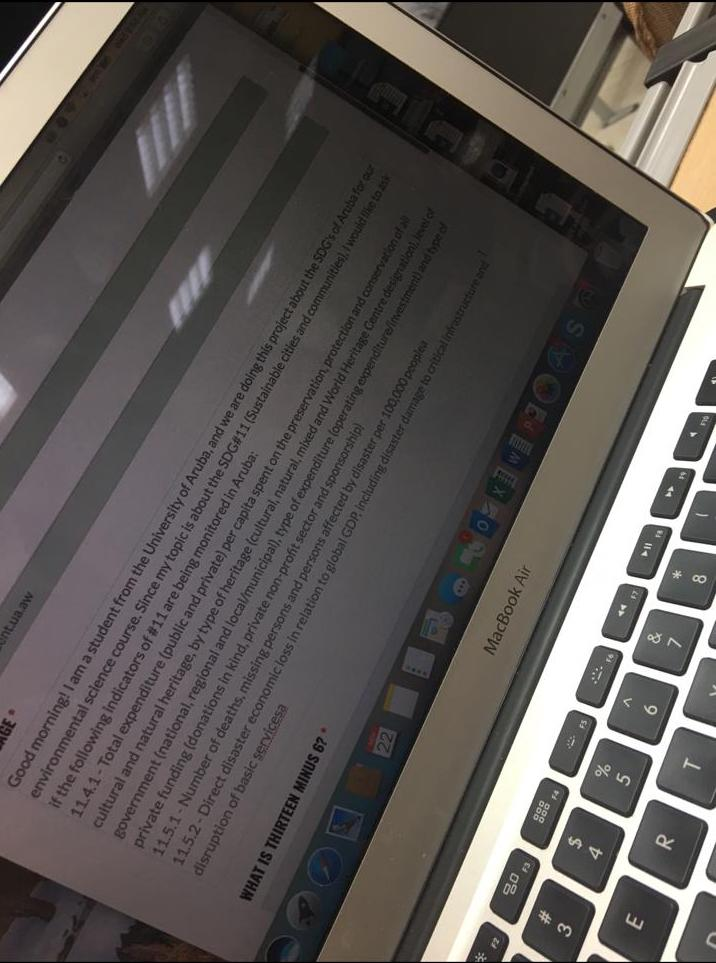 ent.ua.aw
AGE *
Good morning! I am a student from the University of Aruba, and we are doing this project about the SDG's of Aruba for our
environmental science course. Since my topic is about the SDG#11 (Sustainable cities and communities), I would like to ask
if the following indicators of #11 are being monitored in Aruba:
11.4.1 - Total expenditure (public and private) per capita spent on the preservation, protection and conservation of all
cultural and natural heritage, by type of heritage (cultural, natural, mixed and World Heritage Centre designation), level of
government (national, regional and local/municipal), type of expenditure (operating expenditure/investment) and type of
private funding (donations in kind, private non-profit sector and sponsorship)
11.5.1 - Number of deaths, missing persons and persons affected by disaster per 100,000 peoplea
11.5.2 - Direct disaster economic loss in relation to global GDP, including disaster damage to critical infrastructure and
disruption of basic servicesa
WHAT IS THIRTEEN MINUS 6? *
22
MacBook Air
F2
F3
F4
F5
F6
F7
F8
F9
F10
# 3
$ 4
% 5
^ 6
& 7
* 8
(
E
R
T